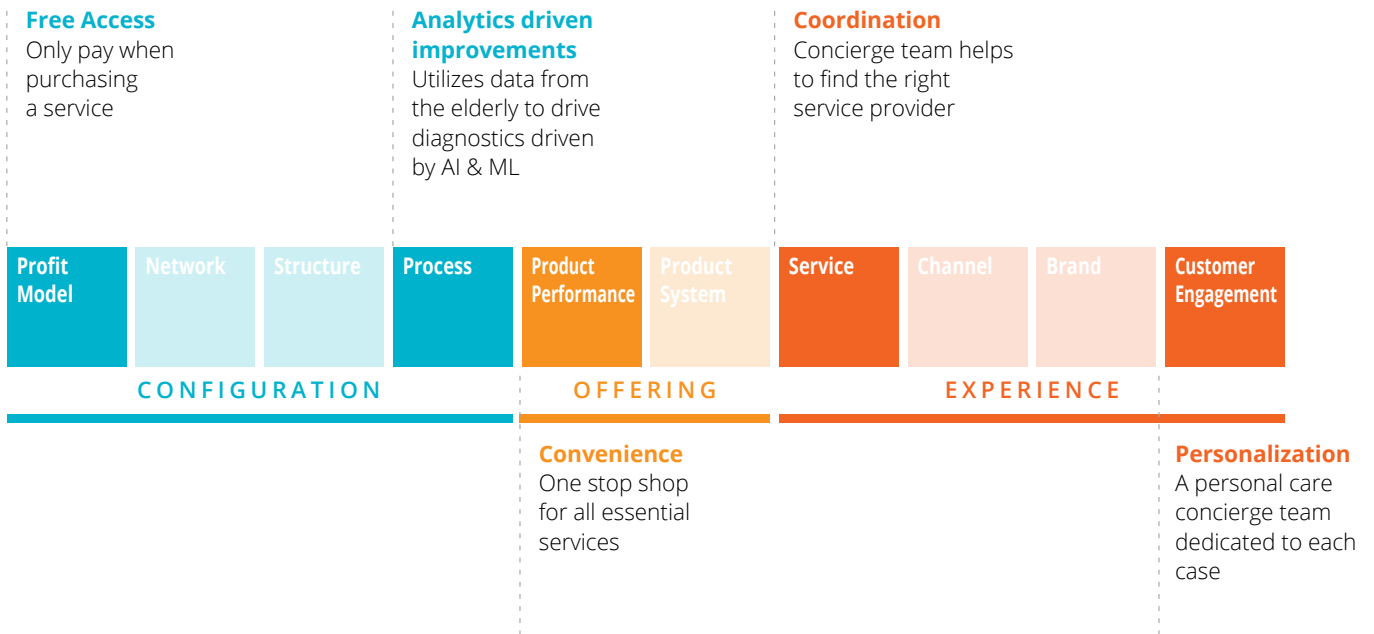 Free Access
Only pay when
purchasing
a service
Analytics driven
improvements
Utilizes data from
the elderly to drive
diagnostics driven
by AI & ML
Coordination
Concierge team helps
to find the right
service provider
Profit
Model
Network
Structure
Process
Product
Performance
Product
System
Service
Channel
Brand
Customer
Engagement
CONFIGURATION
OFFERING
EXPERIENCE
Convenience
One stop shop
for all essential
services
Personalization
A personal care
concierge team
dedicated to each
case